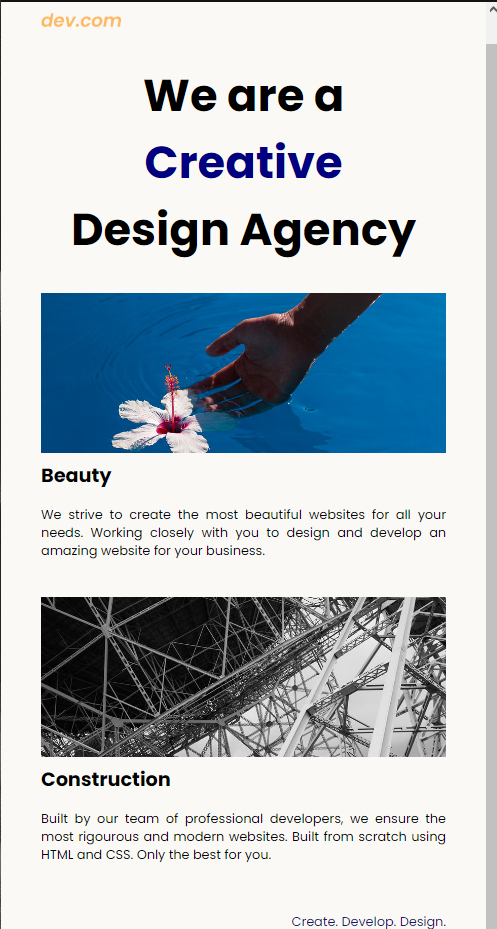 dev.com
We are a
Creative
Design Agency
Beauty
We strive to create the most beautiful websites for all your
needs. Working closely with you to design and develop an
amazing website for your business.
Construction
Built by our team of professional developers, we ensure the
most rigourous and modern websites. Built from scratch using
HTML and CSS. Only the best for you.
Create. Develop. Design.